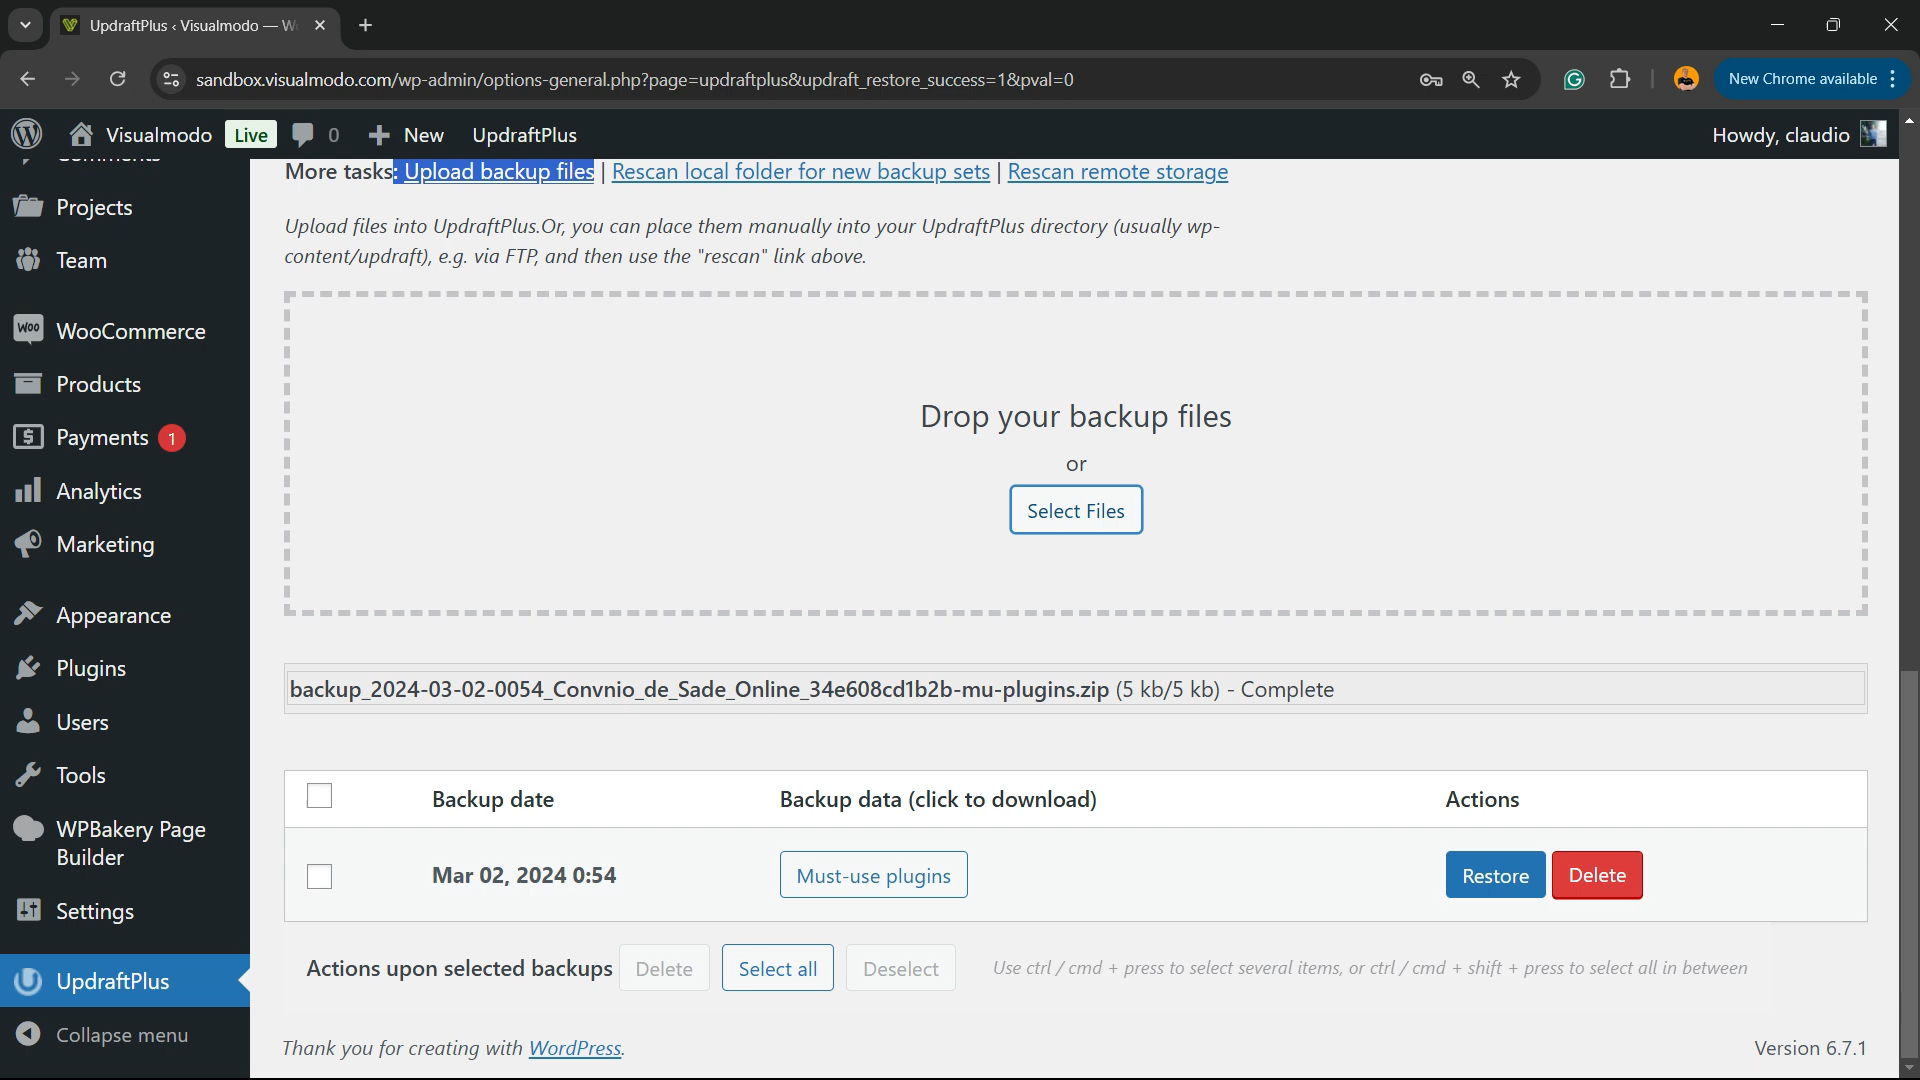 UpdraftPlus ‹ Visualmodo — W
sandbox.visualmodo.com/wp-admin/options-general.php?page=updraftplus&updraft_restore_success=1&pval=0
New Chrome available
Visualmodo
Live
0
New
UpdraftPlus
Howdy, claudio
Comments
Projects
Team
Woo
WooCommerce
Products
Payments
1
Analytics
Marketing
Appearance
Plugins
Users
Tools
WPBakery Page
Builder
Settings
UpdraftPlus
Collapse menu
More tasks: Upload backup files | Rescan local folder for new backup sets | Rescan remote storage
Upload files into UpdraftPlus.Or, you can place them manually into your UpdraftPlus directory (usually wp-
content/updraft), e.g. via FTP, and then use the "rescan" link above.
Drop your backup files
or
Select Files
backup_2024-03-02-0054_Convnio_de_Sade_Online_34e608cd1b2b-mu-plugins.zip (5 kb/5 kb) - Complete
Backup date
Backup data (click to download)
Actions
Mar 02, 2024 0:54
Must-use plugins
Restore
Delete
Actions upon selected backups
Delete
Select all
Deselect
Use ctrl / cmd + press to select several items, or ctrl / cmd + shift + press to select all in between
Thank you for creating with WordPress.
Version 6.7.1